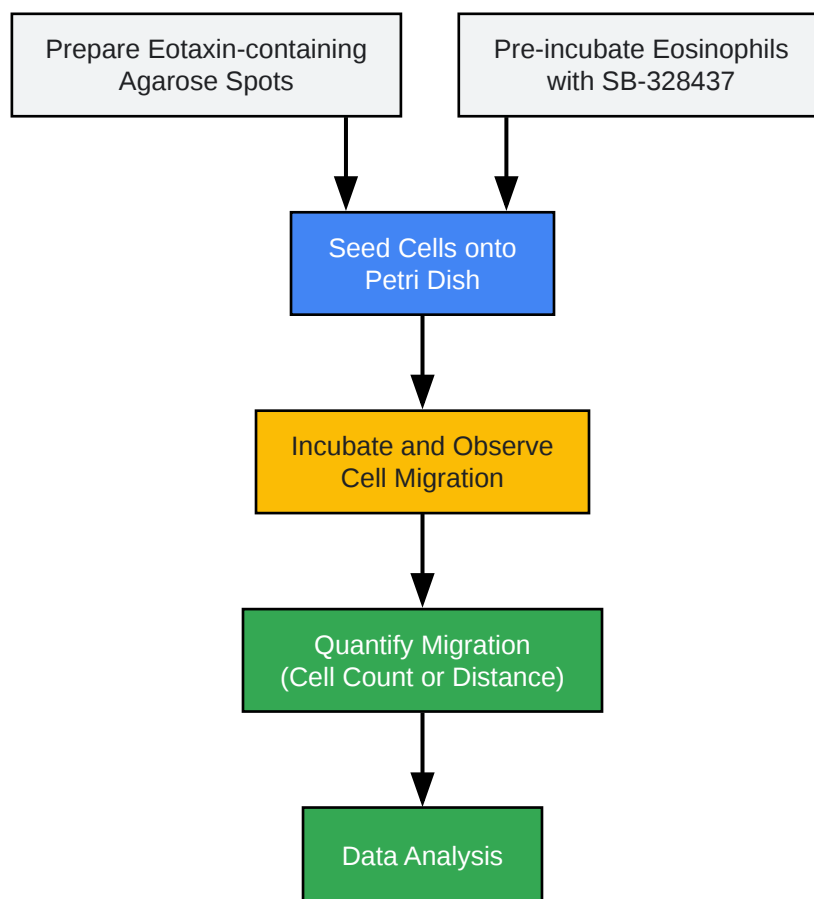 Prepare Eotaxin-containing
Agarose Spots
Pre-incubate Eosinophils
with SB-328437
Seed Cells onto
Petri Dish
Incubate and Observe
Cell Migration
Quantify Migration
(Cell Count or Distance)
Data Analysis